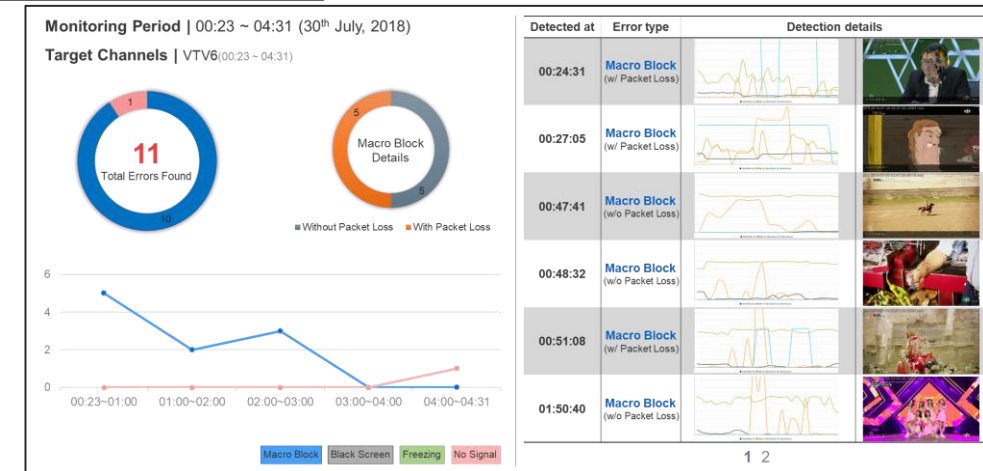 Monitoring Period | 00:23 ~ 04:31 (30th July, 2018)
Target Channels | VTV6(00:23 ~ 04:31)
1
11
Total Errors Found
10
5
Macro Block
Details
5
Without Packet Loss With Packet Loss
6
4
2
0
00:23~01:00 01:00~02:00 02:00~03:00 03:00~04:00 04:00~04:31
Macro Block Black Screen Freezing No Signal
Detected at Error type Detection details
00:24:31 Macro Block
(w/ Packet Loss)
00:27:05 Macro Block
(w/ Packet Loss)
00:47:41 Macro Block
(w/o Packet Loss)
00:48:32 Macro Block
(w/o Packet Loss)
00:51:08 Macro Block
(w/ Packet Loss)
01:50:40 Macro Block
(w/o Packet Loss)
1 2